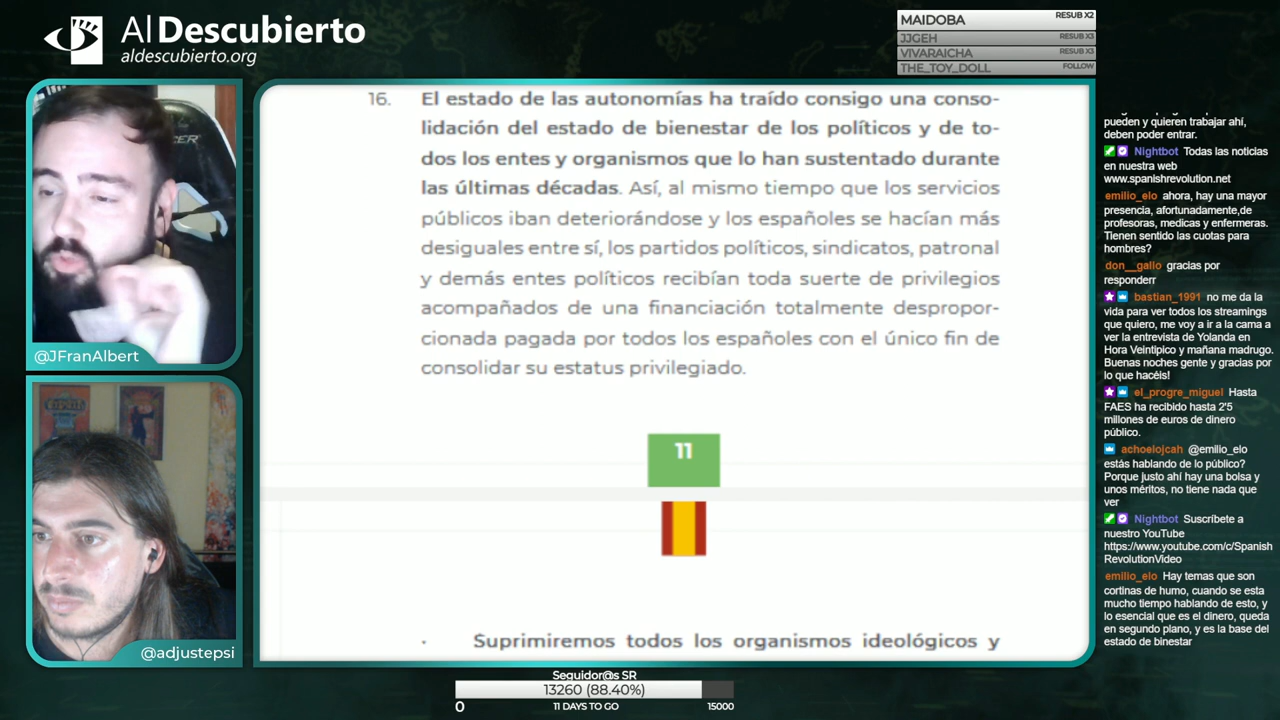 Al Descubierto
aldescubierto.org
MAIDOBA RESUB X2
JJGEH RESUB X3
VIVARAICHA RESUB X3
THE_TOY_DOLL FOLLOW
@JFranAlbert
@adjustepsi
16. El estado de las autonomías ha traído consigo una conso-
lidación del estado de bienestar de los políticos y de to-
dos los entes y organismos que lo han sustentado durante
las últimas décadas. Así, al mismo tiempo que los servicios
públicos iban deteriorándose y los españoles se hacían más
desiguales entre sí, los partidos políticos, sindicatos, patronal
y demás entes políticos recibían toda suerte de privilegios
acompañados de una financiación totalmente despropor-
cionada pagada por todos los españoles con el único fin de
consolidar su estatus privilegiado.
11
· Suprimiremos todos los organismos ideológicos y
pueden y quieren trabajar ahí,
deben poder entrar.
Nightbot Todas las noticias
en nuestra web
www.spanishrevolution.net
emilio_elo ahora, hay una mayor
presencia, afortunadamente,de
profesoras, medicas y enfermeras.
Tienen sentido las cuotas para
hombres?
don__gallo gracias por
responderr
bastian_1991 no me da la
vida para ver todos los streamings
que quiero, me voy a ir a la cama a
ver la entrevista de Yolanda en
Hora Veintipico y mañana madrugo.
Buenas noches gente y gracias por
lo que hacéis!
el_progre_miguel Hasta
FAES ha recibido hasta 2'5
millones de euros de dinero
público.
achoelojcah @emilio_elo
estás hablando de lo público?
Porque justo ahí hay una bolsa y
unos méritos, no tiene nada que
ver
Nightbot Suscríbete a
nuestro YouTube
https://www.youtube.com/c/Spanish
RevolutionVideo
emilio_elo Hay temas que son
cortinas de humo, cuando se esta
mucho tiempo hablando de esto, y
lo esencial que es el dinero, queda
en segundo plano, y es la base del
estado de binestar
Seguidor@s SR
13260 (88.40%)
0 11 DAYS TO GO 15000